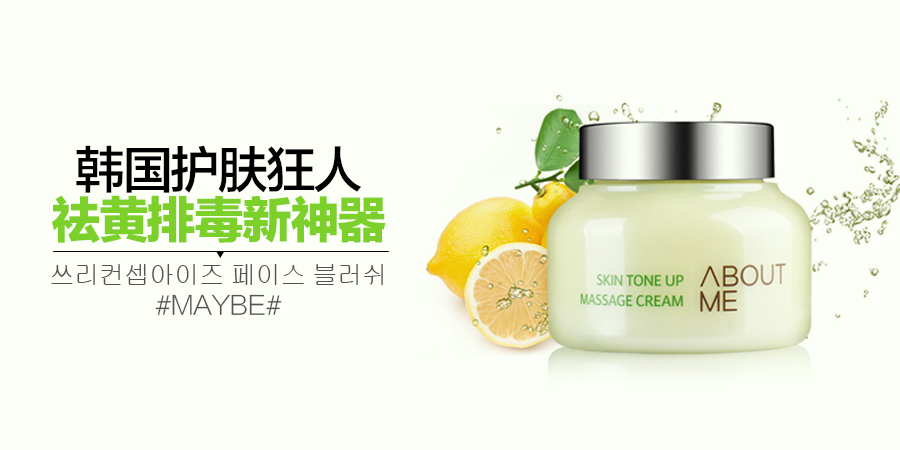 韩国护肤狂人
祛黄排毒新神器
쓰리컨셉아이즈 페이스 블러쉬
#MAYBE#
SKIN TONE UP
MASSAGE CREAM
ABOUT
ME